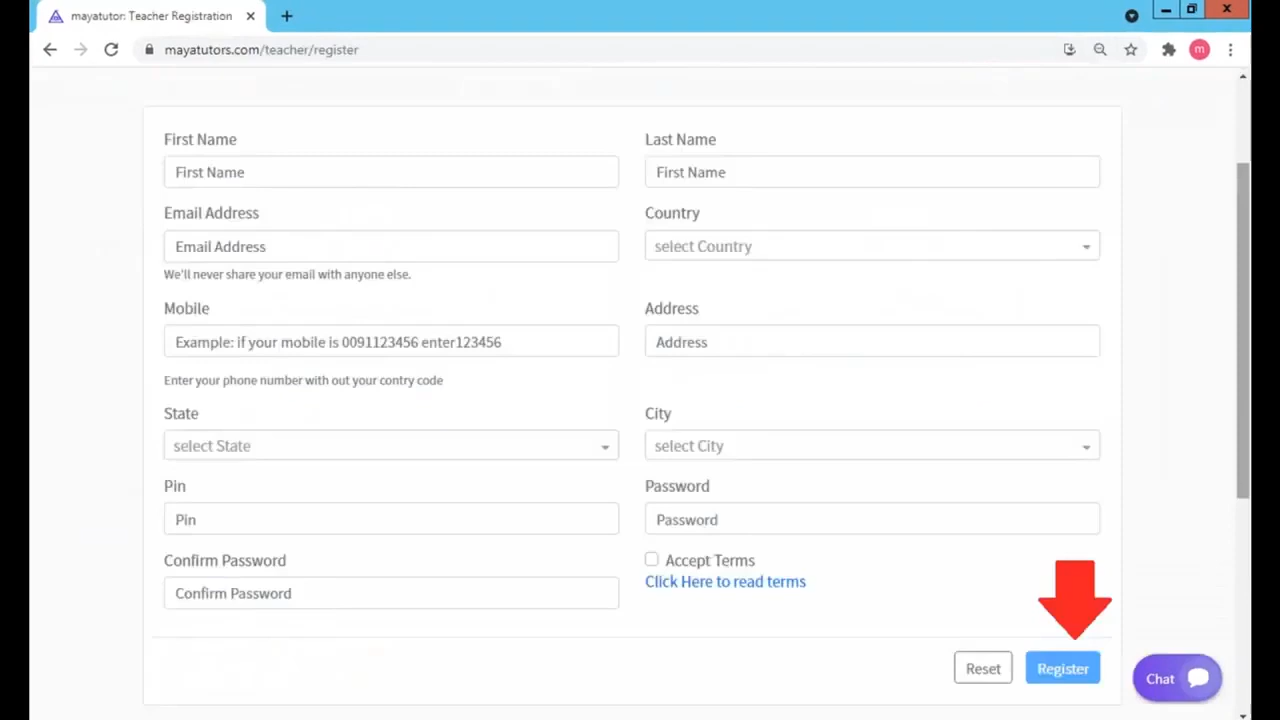 mayatutor: Teacher Registration
mayatutors.com/teacher/register
m
First Name
Last Name
First Name
First Name
Email Address
Country
Email Address
select Country
We'll never share your email with anyone else.
Mobile
Address
Example: if your mobile is 0091123456 enter123456
Address
Enter your phone number with out your contry code
State
City
select State
select City
Pin
Password
Pin
Password
Confirm Password
Accept Terms
Click Here to read terms
Confirm Password
Reset
Register
Chat